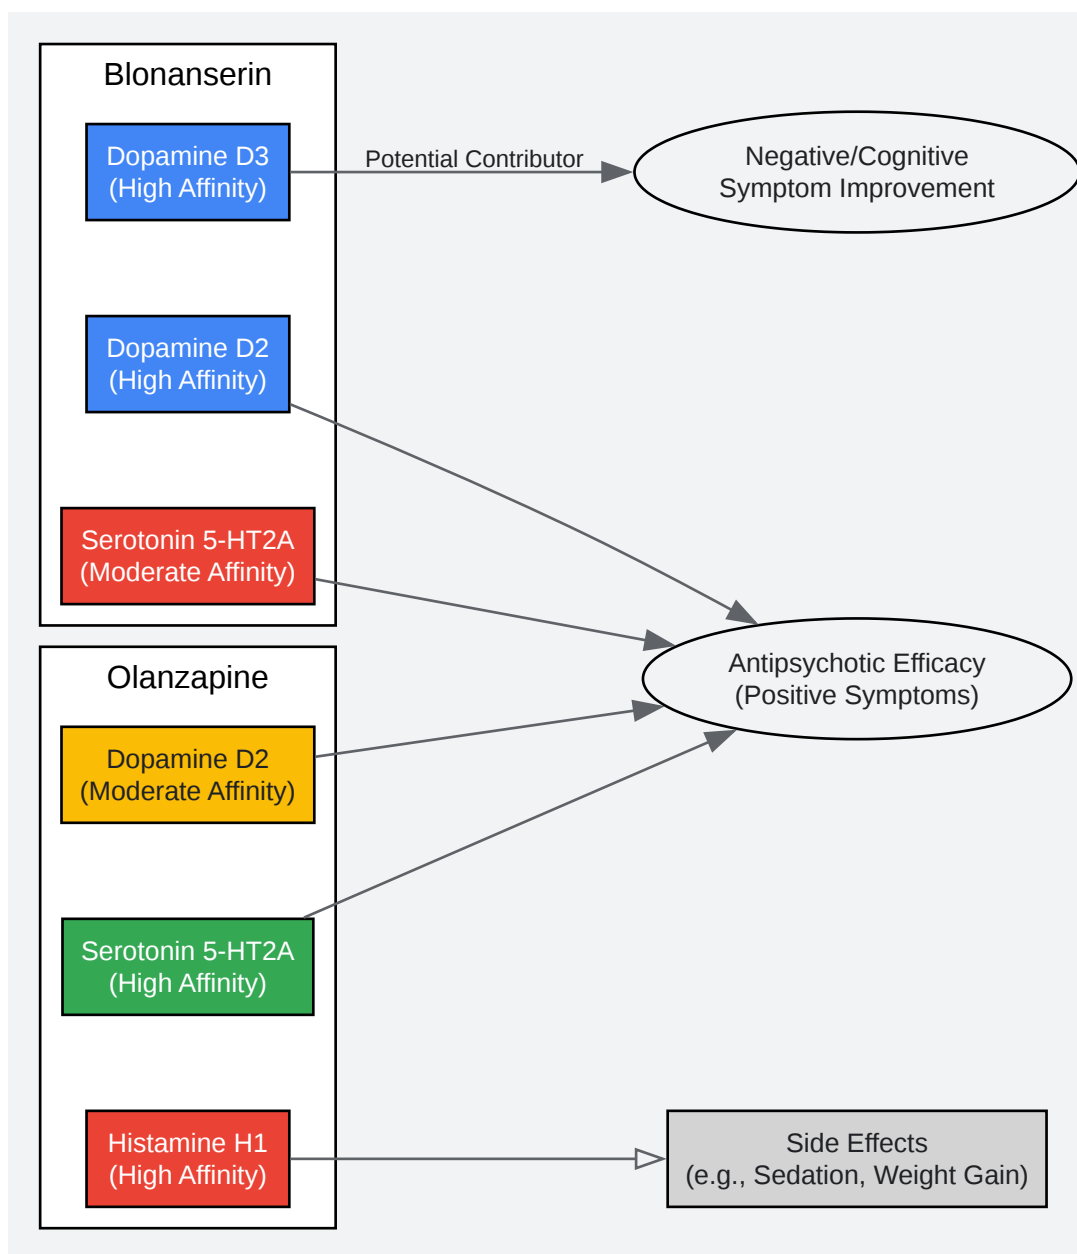 Blonanserin
Dopamine D3
(High Affinity)
Potential Contributor
Negative/Cognitive
Symptom Improvement
Dopamine D2
(High Affinity)
Serotonin 5-HT2A
(Moderate Affinity)
Antipsychotic Efficacy
(Positive Symptoms)
Olanzapine
Dopamine D2
(Moderate Affinity)
Serotonin 5-HT2A
(High Affinity)
Histamine H1
(High Affinity)
Side Effects
(e.g., Sedation, Weight Gain)